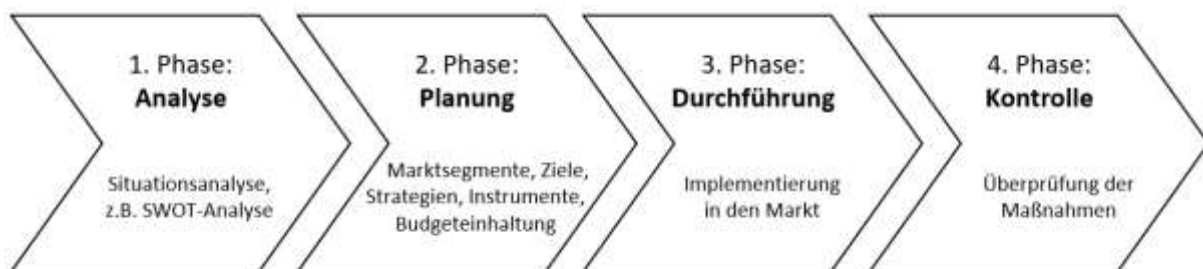 1. Phase:
Analyse
Situationsanalyse,
z.B. SWOT-Analyse
2. Phase:
Planung
Marktsegmente, Ziele,
Strategien, Instrumente,
Budgeteinhaltung
3. Phase:
Durchführung
Implementierung
in den Markt
4. Phase:
Kontrolle
Überprüfung der
Maßnahmen